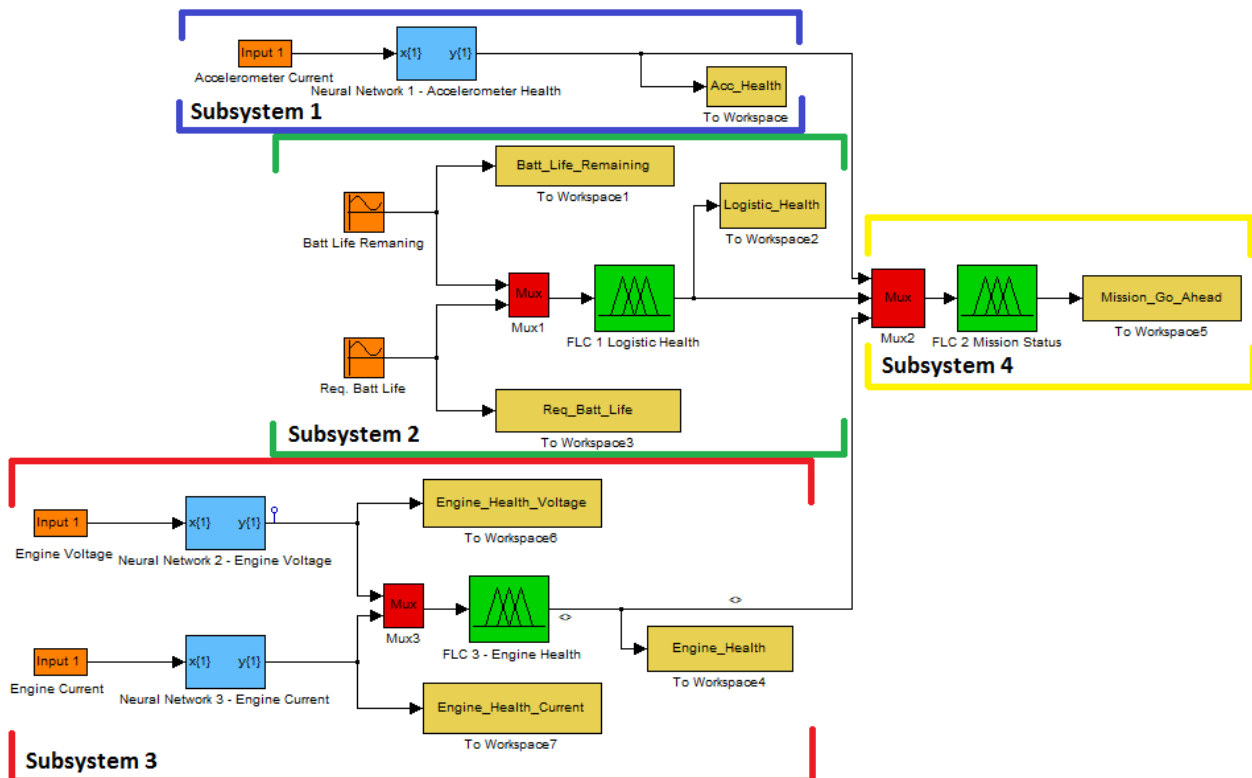 Input 1
x{1} y{1}
Accelerometer Current
Neural Network 1 - Accelerometer Health
Acc_Health
To Workspace
Subsystem 1
Batt_Life_Remaining
To Workspace1
Batt Life Remaning
Logistic_Health
To Workspace2
Mux
Mux1
FLC 1 Logistic Health
Req. Batt Life
Req_Batt_Life
To Workspace3
Subsystem 2
Mux
Mux2
FLC 2 Mission Status
Mission_Go_Ahead
To Workspace5
Subsystem 4
Input 1
x{1} y{1}
Engine Voltage
Neural Network 2 - Engine Voltage
Engine_Health_Voltage
To Workspace6
Mux
Mux3
FLC 3 - Engine Health
<>
<>
Engine_Health
To Workspace4
Input 1
x{1} y{1}
Engine Current
Neural Network 3 - Engine Current
Engine_Health_Current
To Workspace7
Subsystem 3